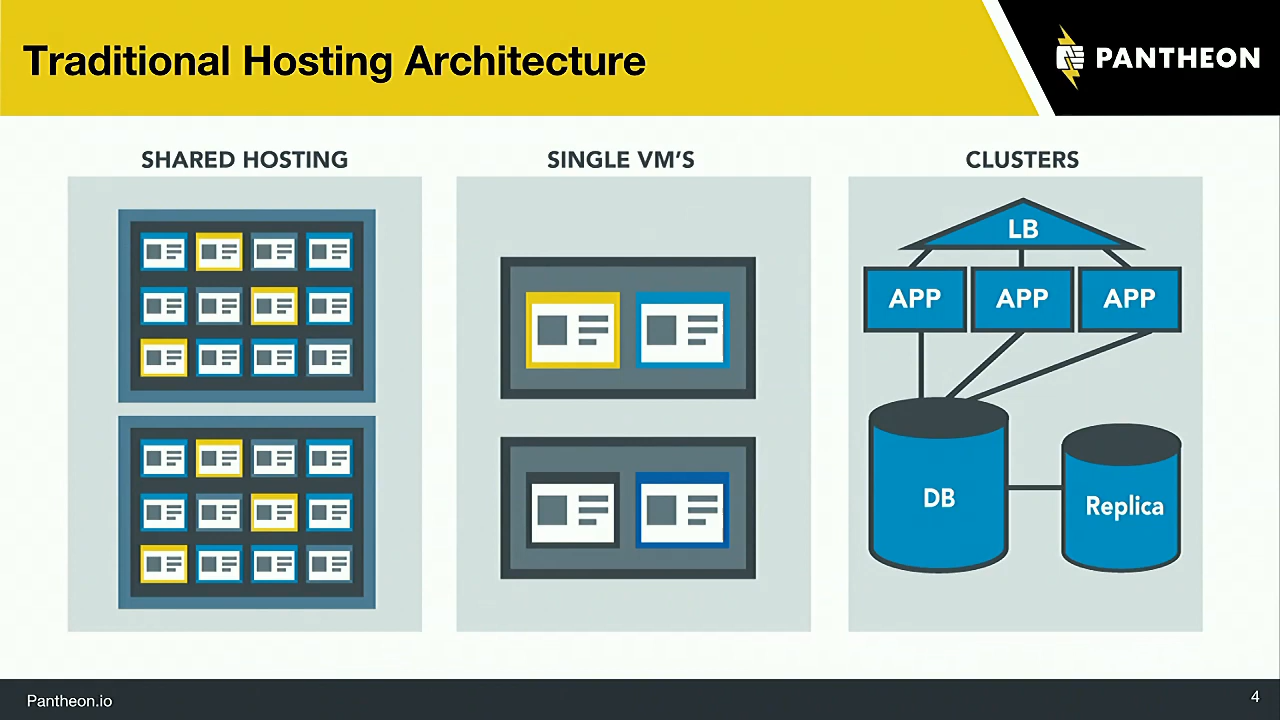 Traditional Hosting Architecture
PANTHEON
SHARED HOSTING
SINGLE VM'S
CLUSTERS
LB
APP
APP
APP
DB
Replica
Pantheon.io
4